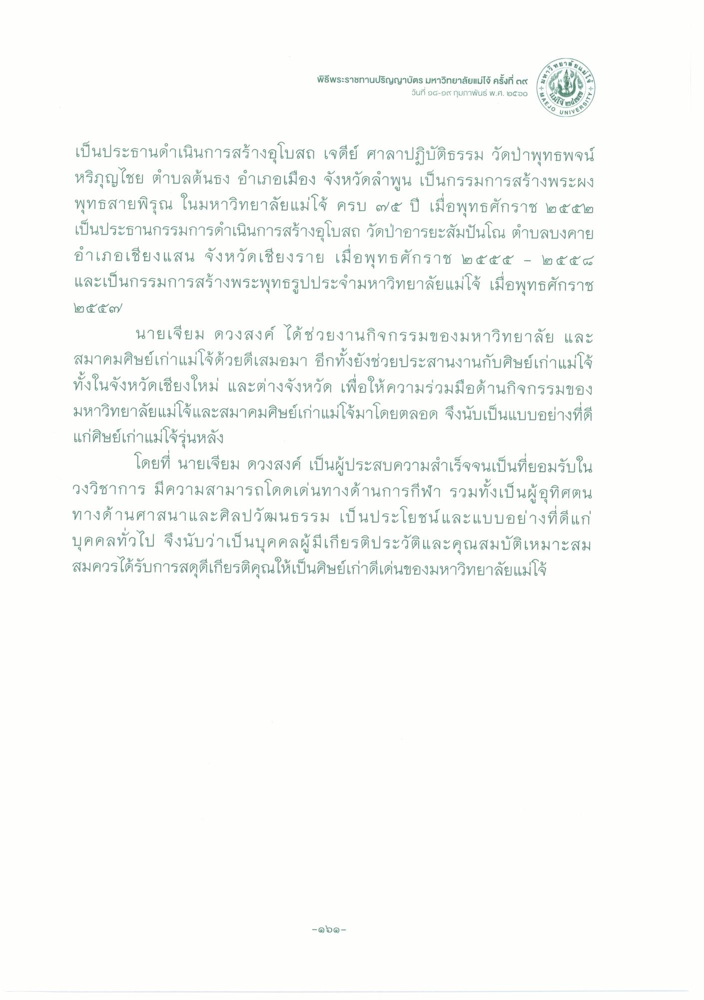 พิธีพระราชทานปริญญาบัตร มหาวิทยาลัยแม่โจ้ ครั้งที่ ๓๙
วันที่ ๑๘-๑๙ กุมภาพันธ์ พ.ศ. ๒๕๖๐
มหาวิทยาลัยแม่โจ้
แม่โจ้ ๒๔๗๗
MAEJO UNIVERSITY
เป็นประธานดำเนินการสร้างอุโบสถ เจดีย์ ศาลาปฏิบัติธรรม วัดป่าพุทธพจน์
หริภุญไชย ตำบลต้นธง อำเภอเมือง จังหวัดลำพูน เป็นกรรมการสร้างพระผง
พุทธสายพิรุณ ในมหาวิทยาลัยแม่โจ้ ครบ ๗๕ ปี เมื่อพุทธศักราช ๒๕๕๒
เป็นประธานกรรมการดำเนินการสร้างอุโบสถ วัดป่าอารยะสัมปันโณ ตำบลบงคาย
อำเภอเชียงแสน จังหวัดเชียงราย เมื่อพุทธศักราช ๒๕๕๕ – ๒๕๕๘
และเป็นกรรมการสร้างพระพุทธรูปประจำมหาวิทยาลัยแม่โจ้ เมื่อพุทธศักราช
๒๕๕๗
นายเจียม ดวงสงค์ ได้ช่วยงานกิจกรรมของมหาวิทยาลัย และ
สมาคมศิษย์เก่าแม่โจ้ด้วยดีเสมอมา อีกทั้งยังช่วยประสานงานกับศิษย์เก่าแม่โจ้
ทั้งในจังหวัดเชียงใหม่ และต่างจังหวัด เพื่อให้ความร่วมมือด้านกิจกรรมของ
มหาวิทยาลัยแม่โจ้และสมาคมศิษย์เก่าแม่โจ้มาโดยตลอด จึงนับเป็นแบบอย่างที่ดี
แก่ศิษย์เก่าแม่โจ้รุ่นหลัง
โดยที่ นายเจียม ดวงสงค์ เป็นผู้ประสบความสำเร็จจนเป็นที่ยอมรับใน
วงวิชาการ มีความสามารถโดดเด่นทางด้านการกีฬา รวมทั้งเป็นผู้อุทิศตน
ทางด้านศาสนาและศิลปวัฒนธรรม เป็นประโยชน์และแบบอย่างที่ดีแก่
บุคคลทั่วไป จึงนับว่าเป็นบุคคลผู้มีเกียรติประวัติและคุณสมบัติเหมาะสม
สมควรได้รับการสดุดีเกียรติคุณให้เป็นศิษย์เก่าดีเด่นของมหาวิทยาลัยแม่โจ้
-๑๖๑-